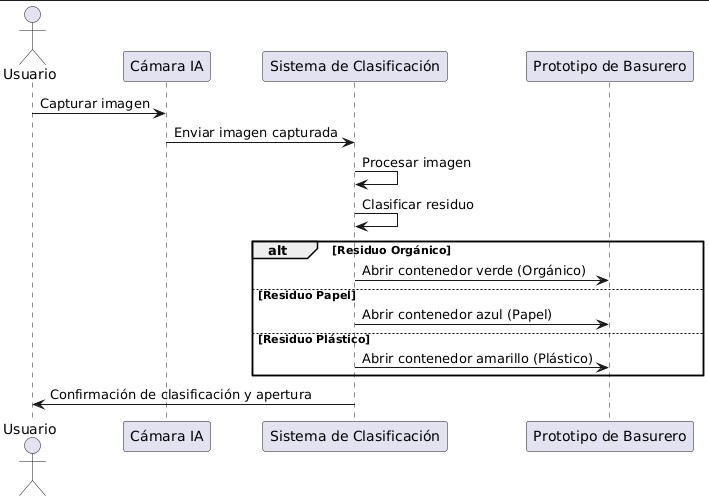 Usuario
Cámara IA
Sistema de Clasificación
Prototipo de Basurero
Capturar imagen
Enviar imagen capturada
Procesar imagen
Clasificar residuo
alt
[Residuo Orgánico]
Abrir contenedor verde (Orgánico)
[Residuo Papel]
Abrir contenedor azul (Papel)
[Residuo Plástico]
Abrir contenedor amarillo (Plástico)
Confirmación de clasificación y apertura
Usuario
Cámara IA
Sistema de Clasificación
Prototipo de Basurero